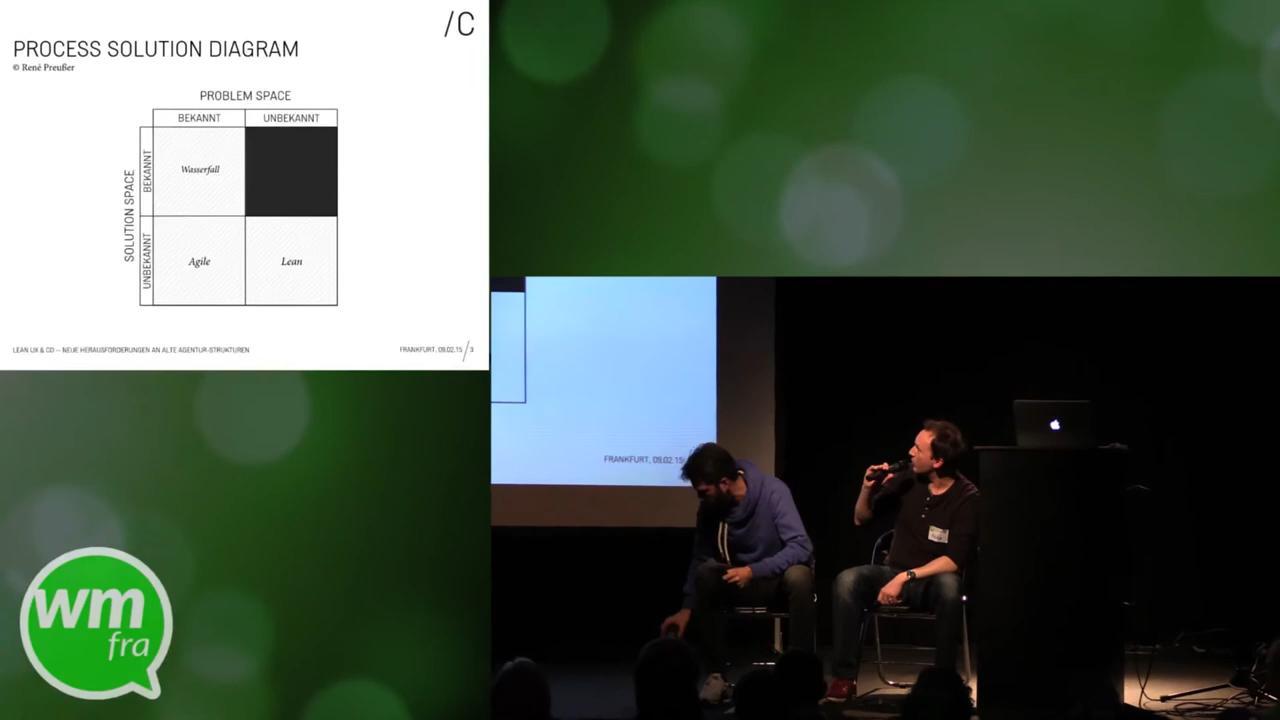 /C
PROCESS SOLUTION DIAGRAM
© René Preußer
PROBLEM SPACE
BEKANNT UNBEKANNT
SOLUTION SPACE
BEKANNT
UNBEKANNT
Wasserfall
Agile Lean
LEAN UX & CO — NEUE HERAUSFORDERUNGEN AN ALTE AGENTUR-STRUKTUREN
FRANKFURT, 09.02.15 / 3
FRANKFURT, 09.02.15
wm
fra